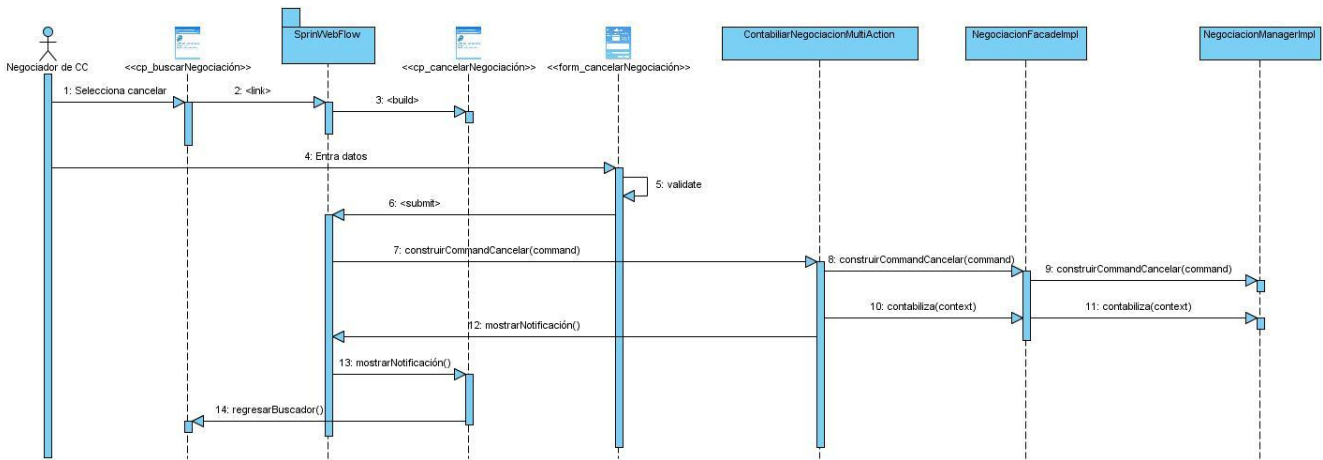 SprinWebFlow
ContabiliarNegociacionMultiAction
NegociacionFacadeImpl
NegociacionManagerImpl
Negociador de CC
<<cp_buscarNegociación>>
<<cp_cancelarNegociación>>
<<form_cancelarNegociación>>
1: Selecciona cancelar
2: <link>
3: <build>
4: Entra datos
5: validate
6: <submit>
7: construirCommandCancelar(command)
8: construirCommandCancelar(command)
9: construirCommandCancelar(command)
10: contabiliza(context)
11: contabiliza(context)
12: mostrarNotificación()
13: mostrarNotificación()
14: regresarBuscador()